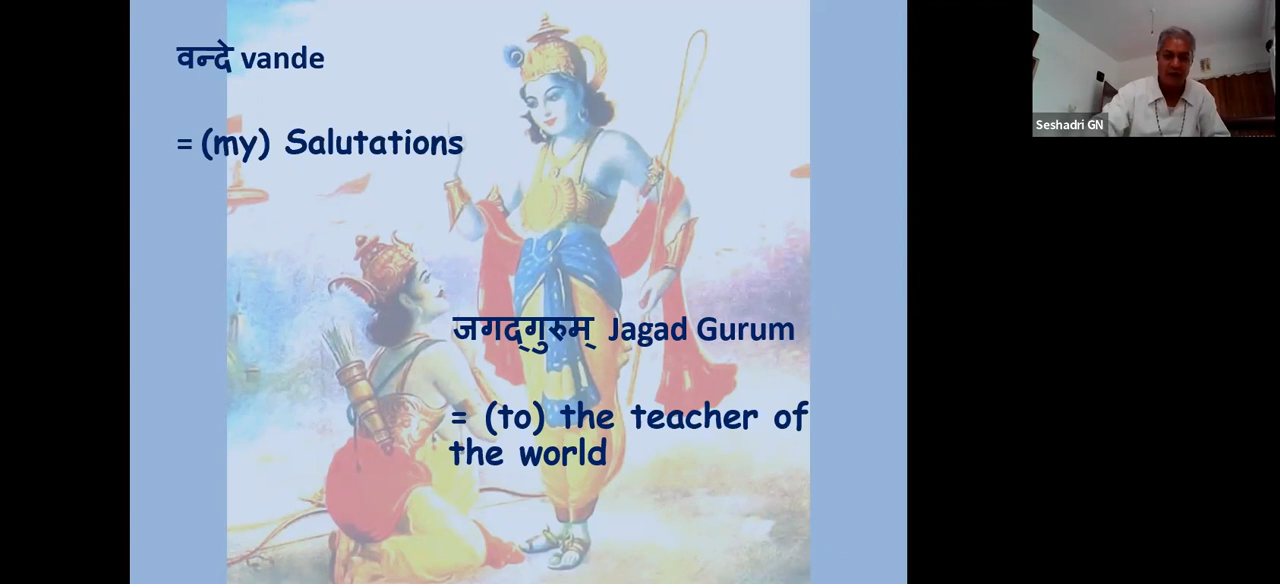 वन्दे vande
= (my) Salutations
जगद्‌गुरुम् Jagad Gurum
= (to) the teacher of
the world
Seshadri GN